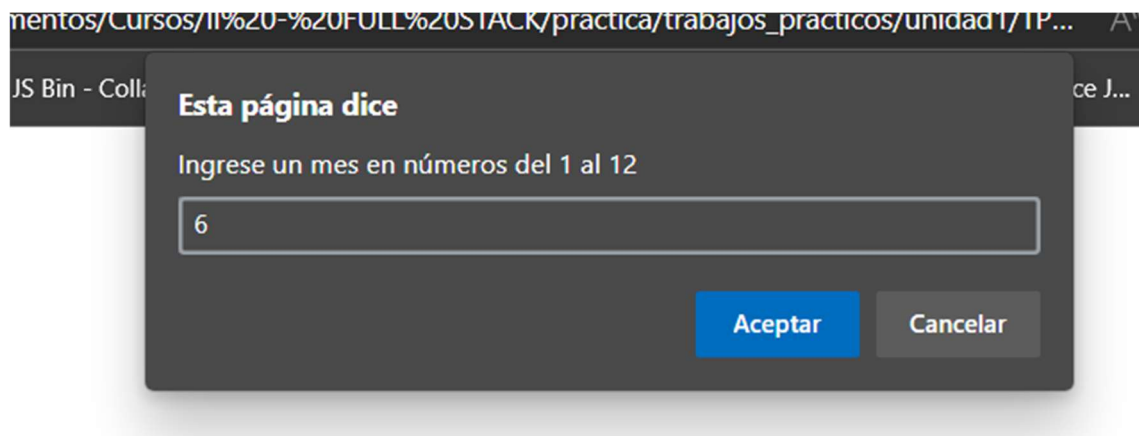 mentos/Cursos/II%20-%20FULL%20STACK/practica/trabajos_practicos/unidad1/TP...
JS Bin - Colla
ce J...
Esta página dice
Ingrese un mes en números del 1 al 12
6
Aceptar
Cancelar